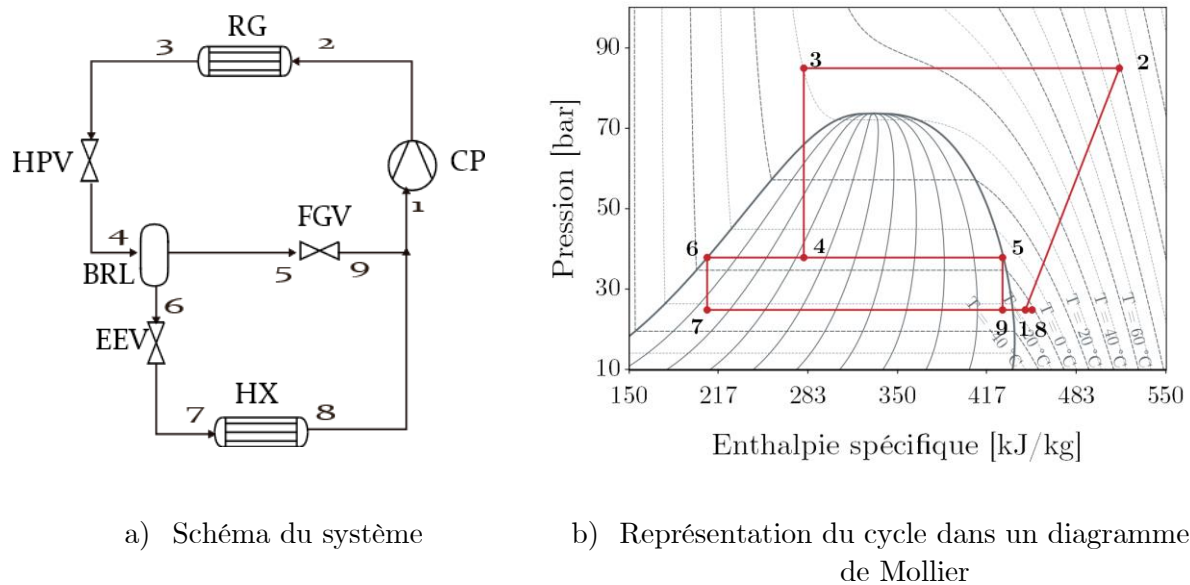 3
RG
2
HPV
CP
FGV
1
4
BRL
5
9
6
EEV
HX
7
8
Pression [bar]
90
70
50
30
10
3
2
6
4
5
7
9
1
8
T = -40 °C
T = -20 °C
T = 0 °C
T = 20 °C
T = 40 °C
T = 60 °C
150
217
283
350
417
483
550
Enthalpie spécifique [kJ/kg]
a) Schéma du système
b) Représentation du cycle dans un diagramme
de Mollier